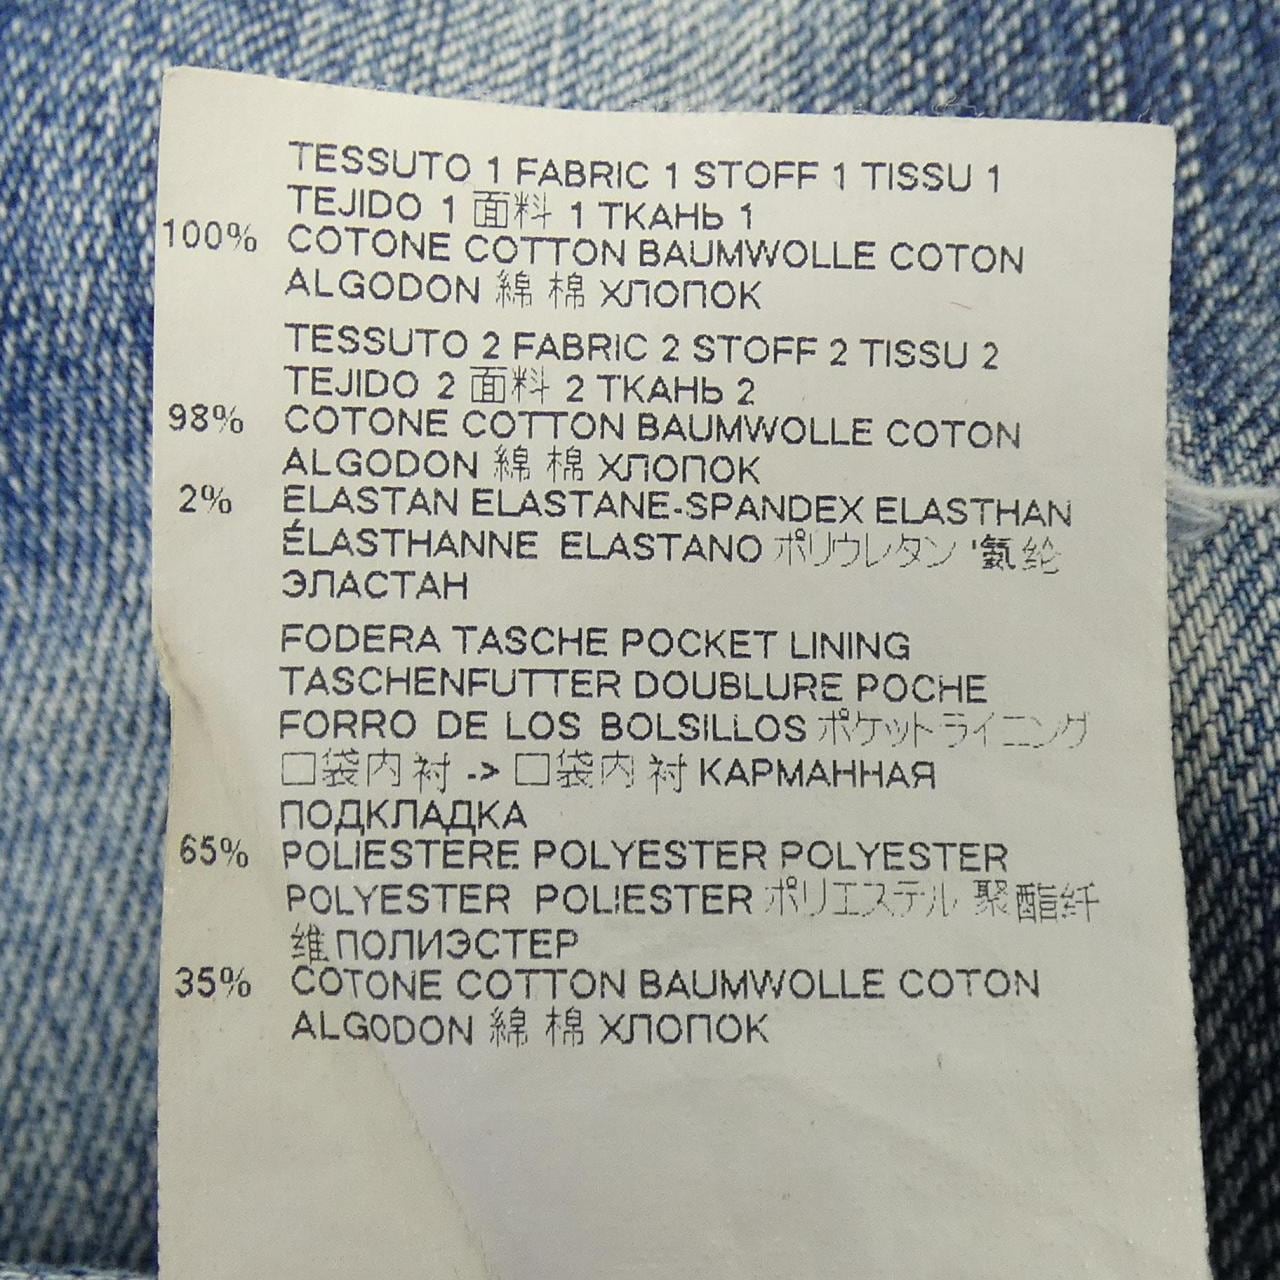 TESSUTO 1 FABRIC 1 STOFF 1 TISSU 1
TEJIDO 1 面料 1 ТКАНЬ 1
100% COTONE COTTON BAUMWOLLE COTON
ALGODON 綿 棉 ХЛОПОК
TESSUTO 2 FABRIC 2 STOFF 2 TISSU 2
TEJIDO 2 面料 2 ТКАНЬ 2
98% COTONE COTTON BAUMWOLLE COTON
ALGODON 綿 棉 ХЛОПОК
2% ELASTAN ELASTANE-SPANDEX ELASTHAN
ÉLASTHANNE ELASTANO ポリウレタン '氨纶
ЭЛАСТАН
FODERA TASCHE POCKET LINING
TASCHENFUTTER DOUBLURE POCHE
FORRO DE LOS BOLSILLOS ポケットライニング
口袋内衬 -> 口袋内衬 КАРМАННАЯ
ПОДКЛАДКА
65% POLIESTERE POLYESTER POLYESTER
POLYESTER POLIESTER ポリエステル 聚酯纤
维 ПОЛИЭСТЕР
35% COTONE COTTON BAUMWOLLE COTON
ALGODON 綿 棉 ХЛОПОК